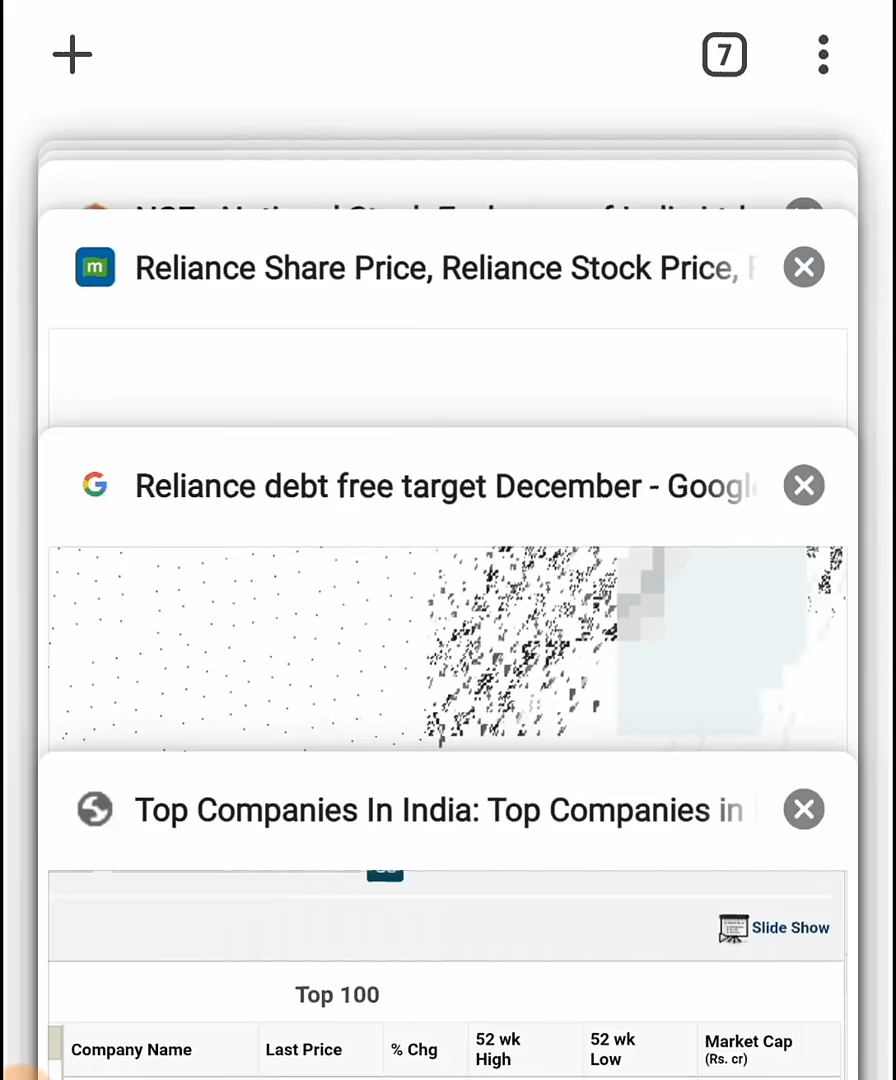 7
Reliance Share Price, Reliance Stock Price,
m
Reliance debt free target December - Googl
Top Companies In India: Top Companies in
Slide Show
Top 100
Company Name Last Price % Chg 52 wk High 52 wk Low Market Cap (Rs. cr)